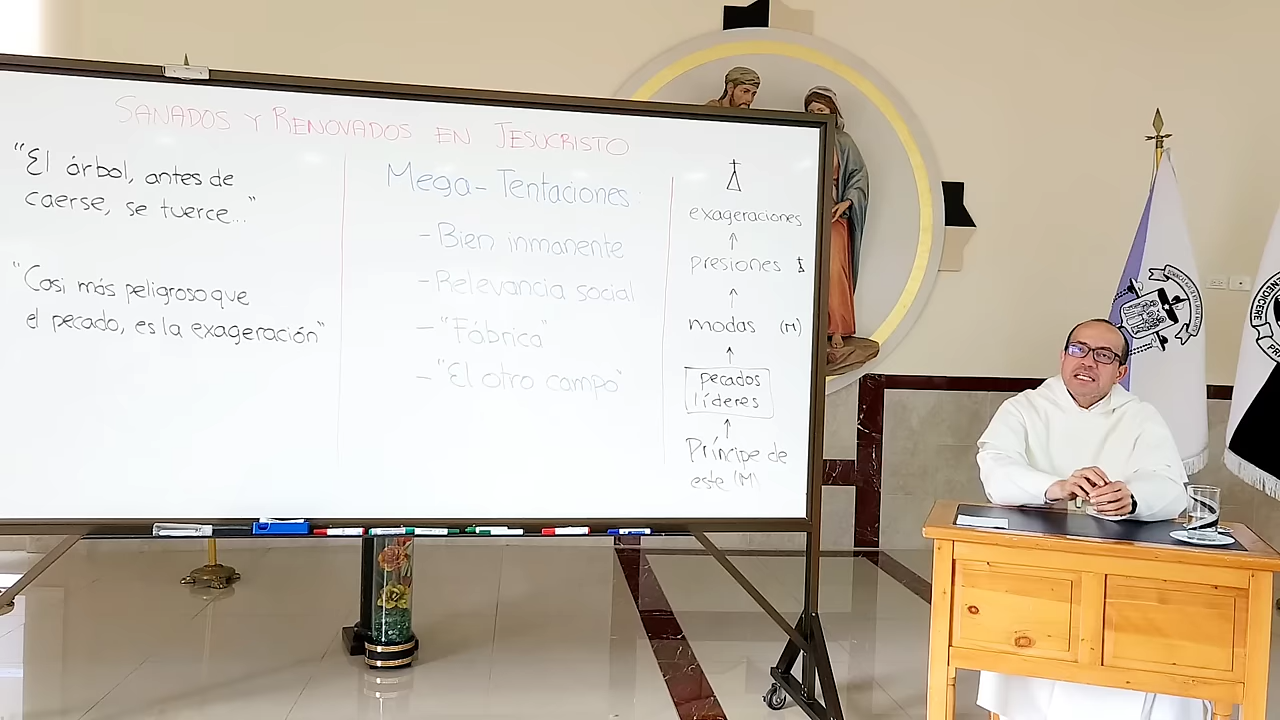 SANADOS Y RENOVADOS EN JESUCRISTO
"El árbol, antes de
caerse, se tuerce..."
"Casi más peligroso que
el pecado, es la exageración"
Mega-Tentaciones:
- Bien inmanente
- Relevancia social
- "Fábrica"
- "El otro campo"
exageraciones
↑
presiones
↑
modas (M)
↑
pecados
líderes
↑
Príncipe de
este (M)